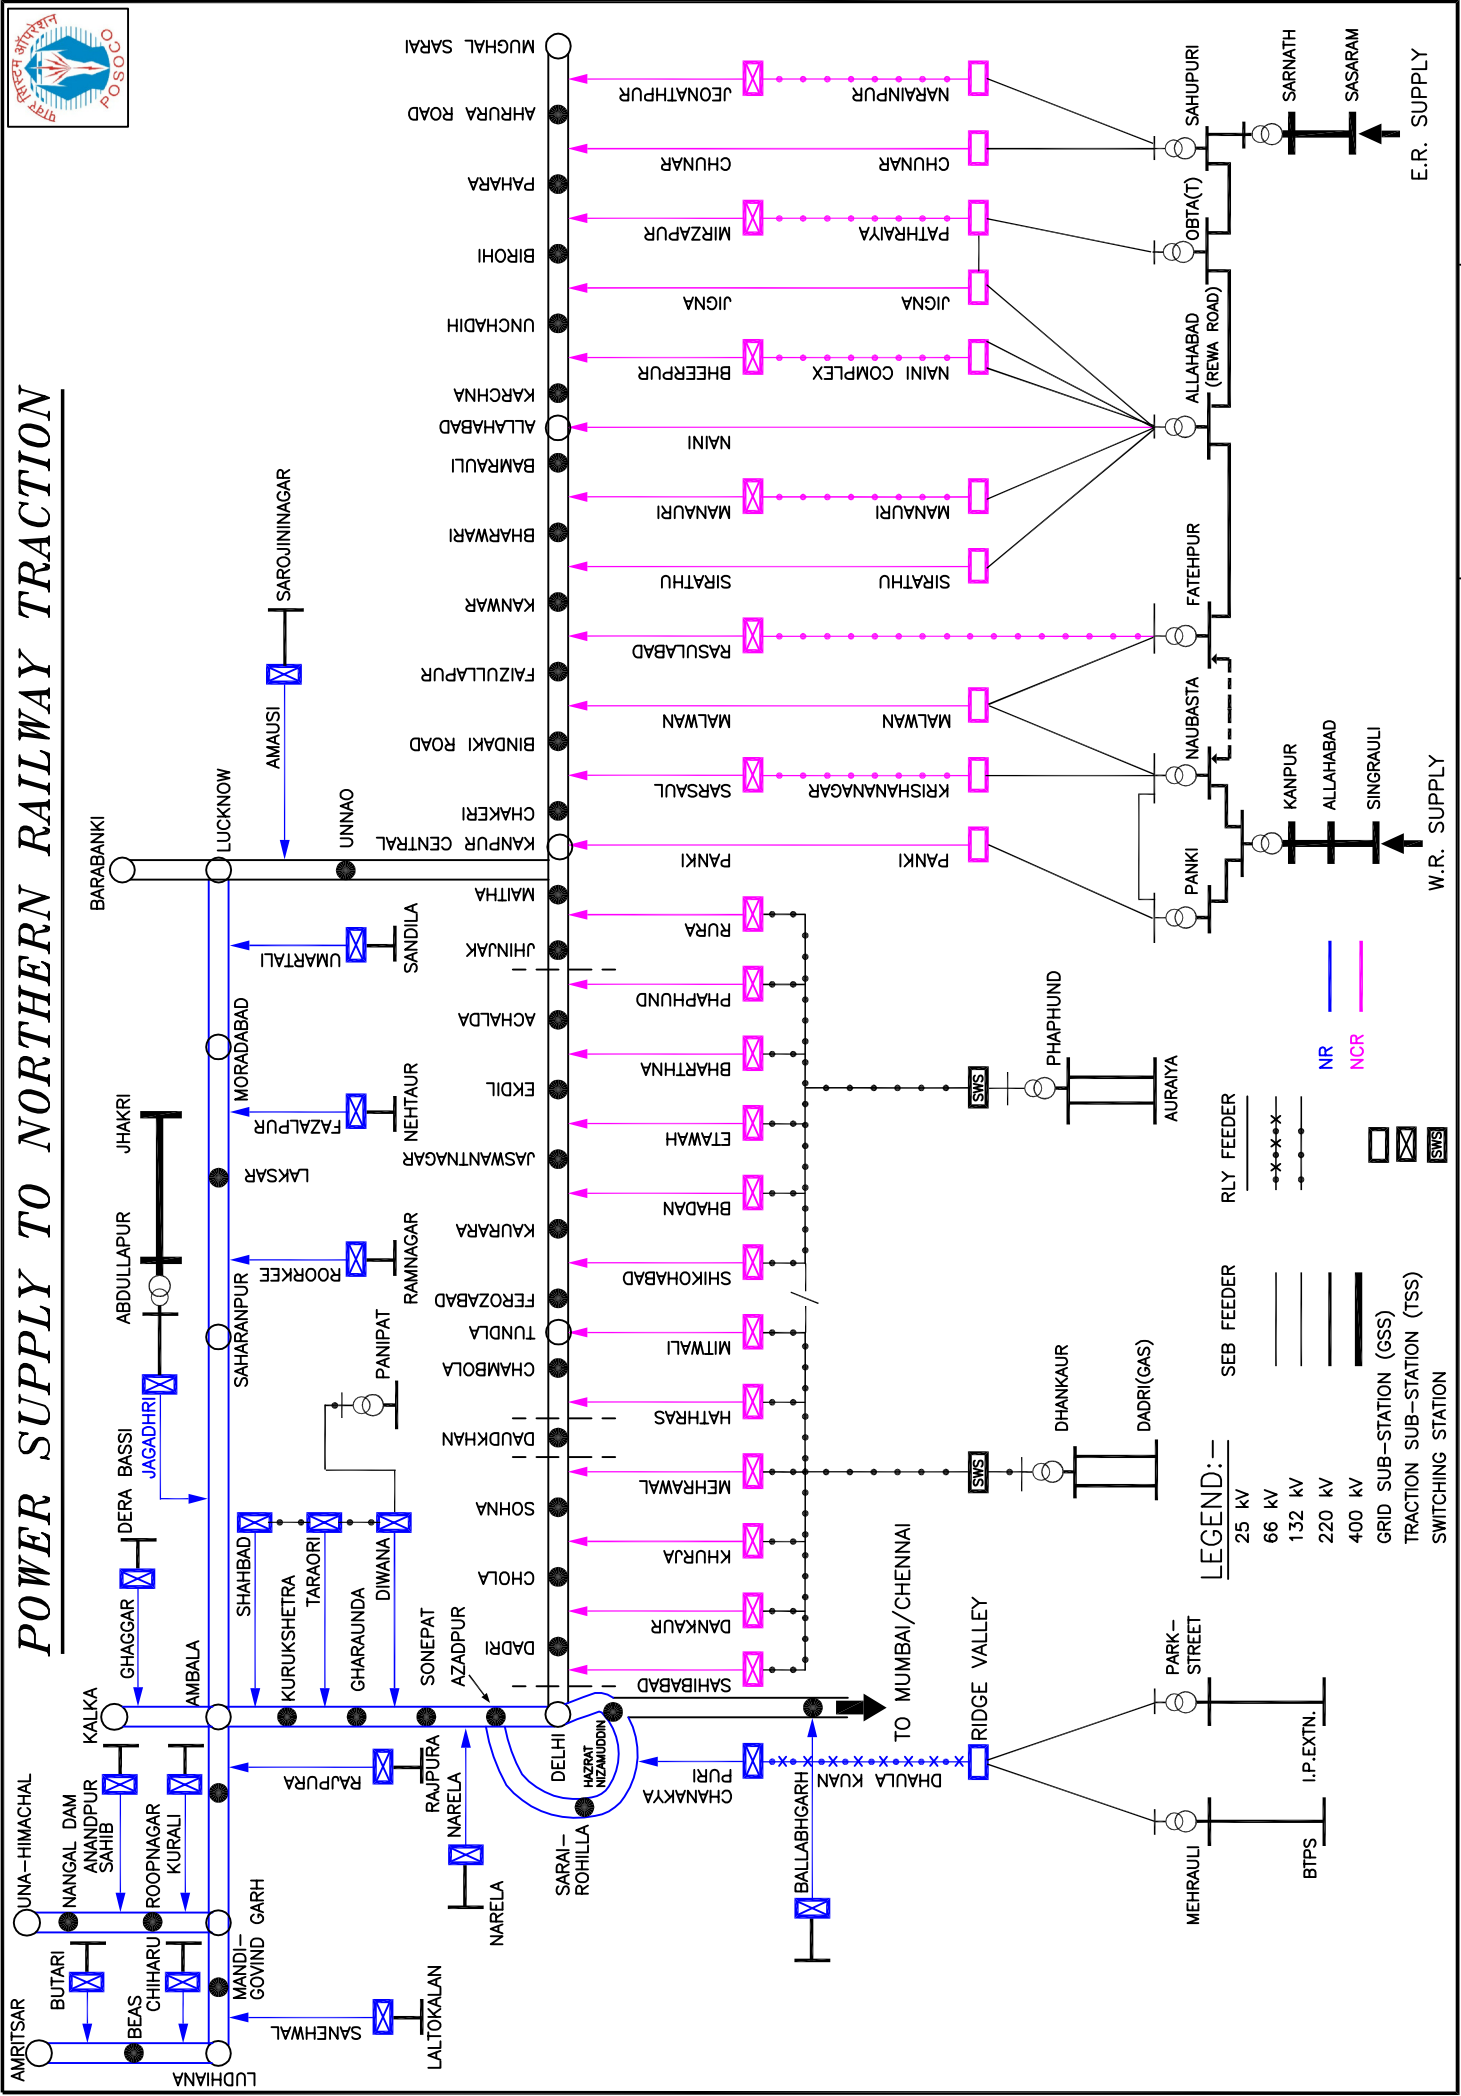 POWER SUPPLY TO NORTHERN RAILWAY TRACTION
पावर सिस्टम ऑपरेशन
POSOCO
AMRITSAR
BUTARI
BEAS
CHIHARU
LUDHIANA
UNA-HIMACHAL
NANGAL DAM
ANANDPUR
SAHIB
ROOPNAGAR
KURALI
MANDI-
GOVIND GARH
SANEHWAL
LALTOKALAN
KALKA
GHAGGAR
DERA BASSI
AMBALA
RAJPURA
RAJPURA
JAGADHRI
ABDULLAPUR
JHAKRI
SAHARANPUR
ROORKEE
RAMNAGAR
LAKSAR
FAZALPUR
NEHTAUR
MORADABAD
UMARTALI
SANDILA
BARABANKI
LUCKNOW
UNNAO
AMAUSI
SAROJININAGAR
SHAHBAD
KURUKSHETRA
TARAORI
GHARAUNDA
DIWANA
PANIPAT
SONEPAT
AZADPUR
NARELA
NARELA
DELHI
HAZRAT
NIZAMUDDIN
SARAI-
ROHILLA
CHANAKYA
PURI
DHAULA KUAN
BALLABHGARH
TO MUMBAI/CHENNAI
RIDGE VALLEY
MEHRAULI
BTPS
PARK-
STREET
I.P.EXTN.
DADRI
CHOLA
SOHNA
DAUDKHAN
CHAMBOLA
TUNDLA
FEROZABAD
KAURARA
JASWANTNAGAR
EKDIL
ACHALDA
JHINJAK
MAITHA
KANPUR CENTRAL
CHAKERI
BINDAKI ROAD
FAIZULLAPUR
KANWAR
BHARWARI
BAMRAULI
ALLAHABAD
KARCHNA
UNCHADIH
BIROHI
PAHARA
AHRURA ROAD
MUGHAL SARAI
SAHIBABAD
DANKAUR
KHURJA
MEHRAWAL
HATHRAS
MITWALI
SHIKOHABAD
BHADAN
ETAWAH
BHARTHNA
PHAPHUND
RURA
PANKI
SARSAUL
MALWAN
RASULABAD
SIRATHU
MANAURI
NAINI
BHEERPUR
JIGNA
MIRZAPUR
CHUNAR
JEONATHPUR
PANKI
KRISHANANAGAR
MALWAN
SIRATHU
MANAURI
NAINI COMPLEX
JIGNA
PATHRAIYA
CHUNAR
NARAINPUR
SWS
DHANKAUR
DADRI(GAS)
SWS
PHAPHUND
AURAIYA
PANKI
NAUBASTA
FATEHPUR
ALLAHABAD
(REWA ROAD)
OBTA(T)
SAHUPURI
KANPUR
ALLAHABAD
SINGRAULI
W.R. SUPPLY
SARNATH
SASARAM
E.R. SUPPLY
LEGEND:-
SEB FEEDER
RLY FEEDER
25 kV
66 kV
132 kV
220 kV
NR
400 kV
NCR
GRID SUB-STATION (GSS)
TRACTION SUB-STATION (TSS)
SWITCHING STATION
SWS